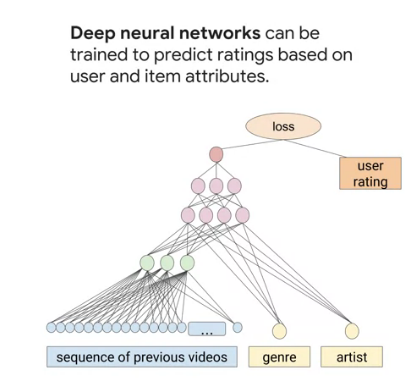 Deep neural networks can be
trained to predict ratings based on
user and item attributes.
loss
user
rating
...
sequence of previous videos
genre
artist